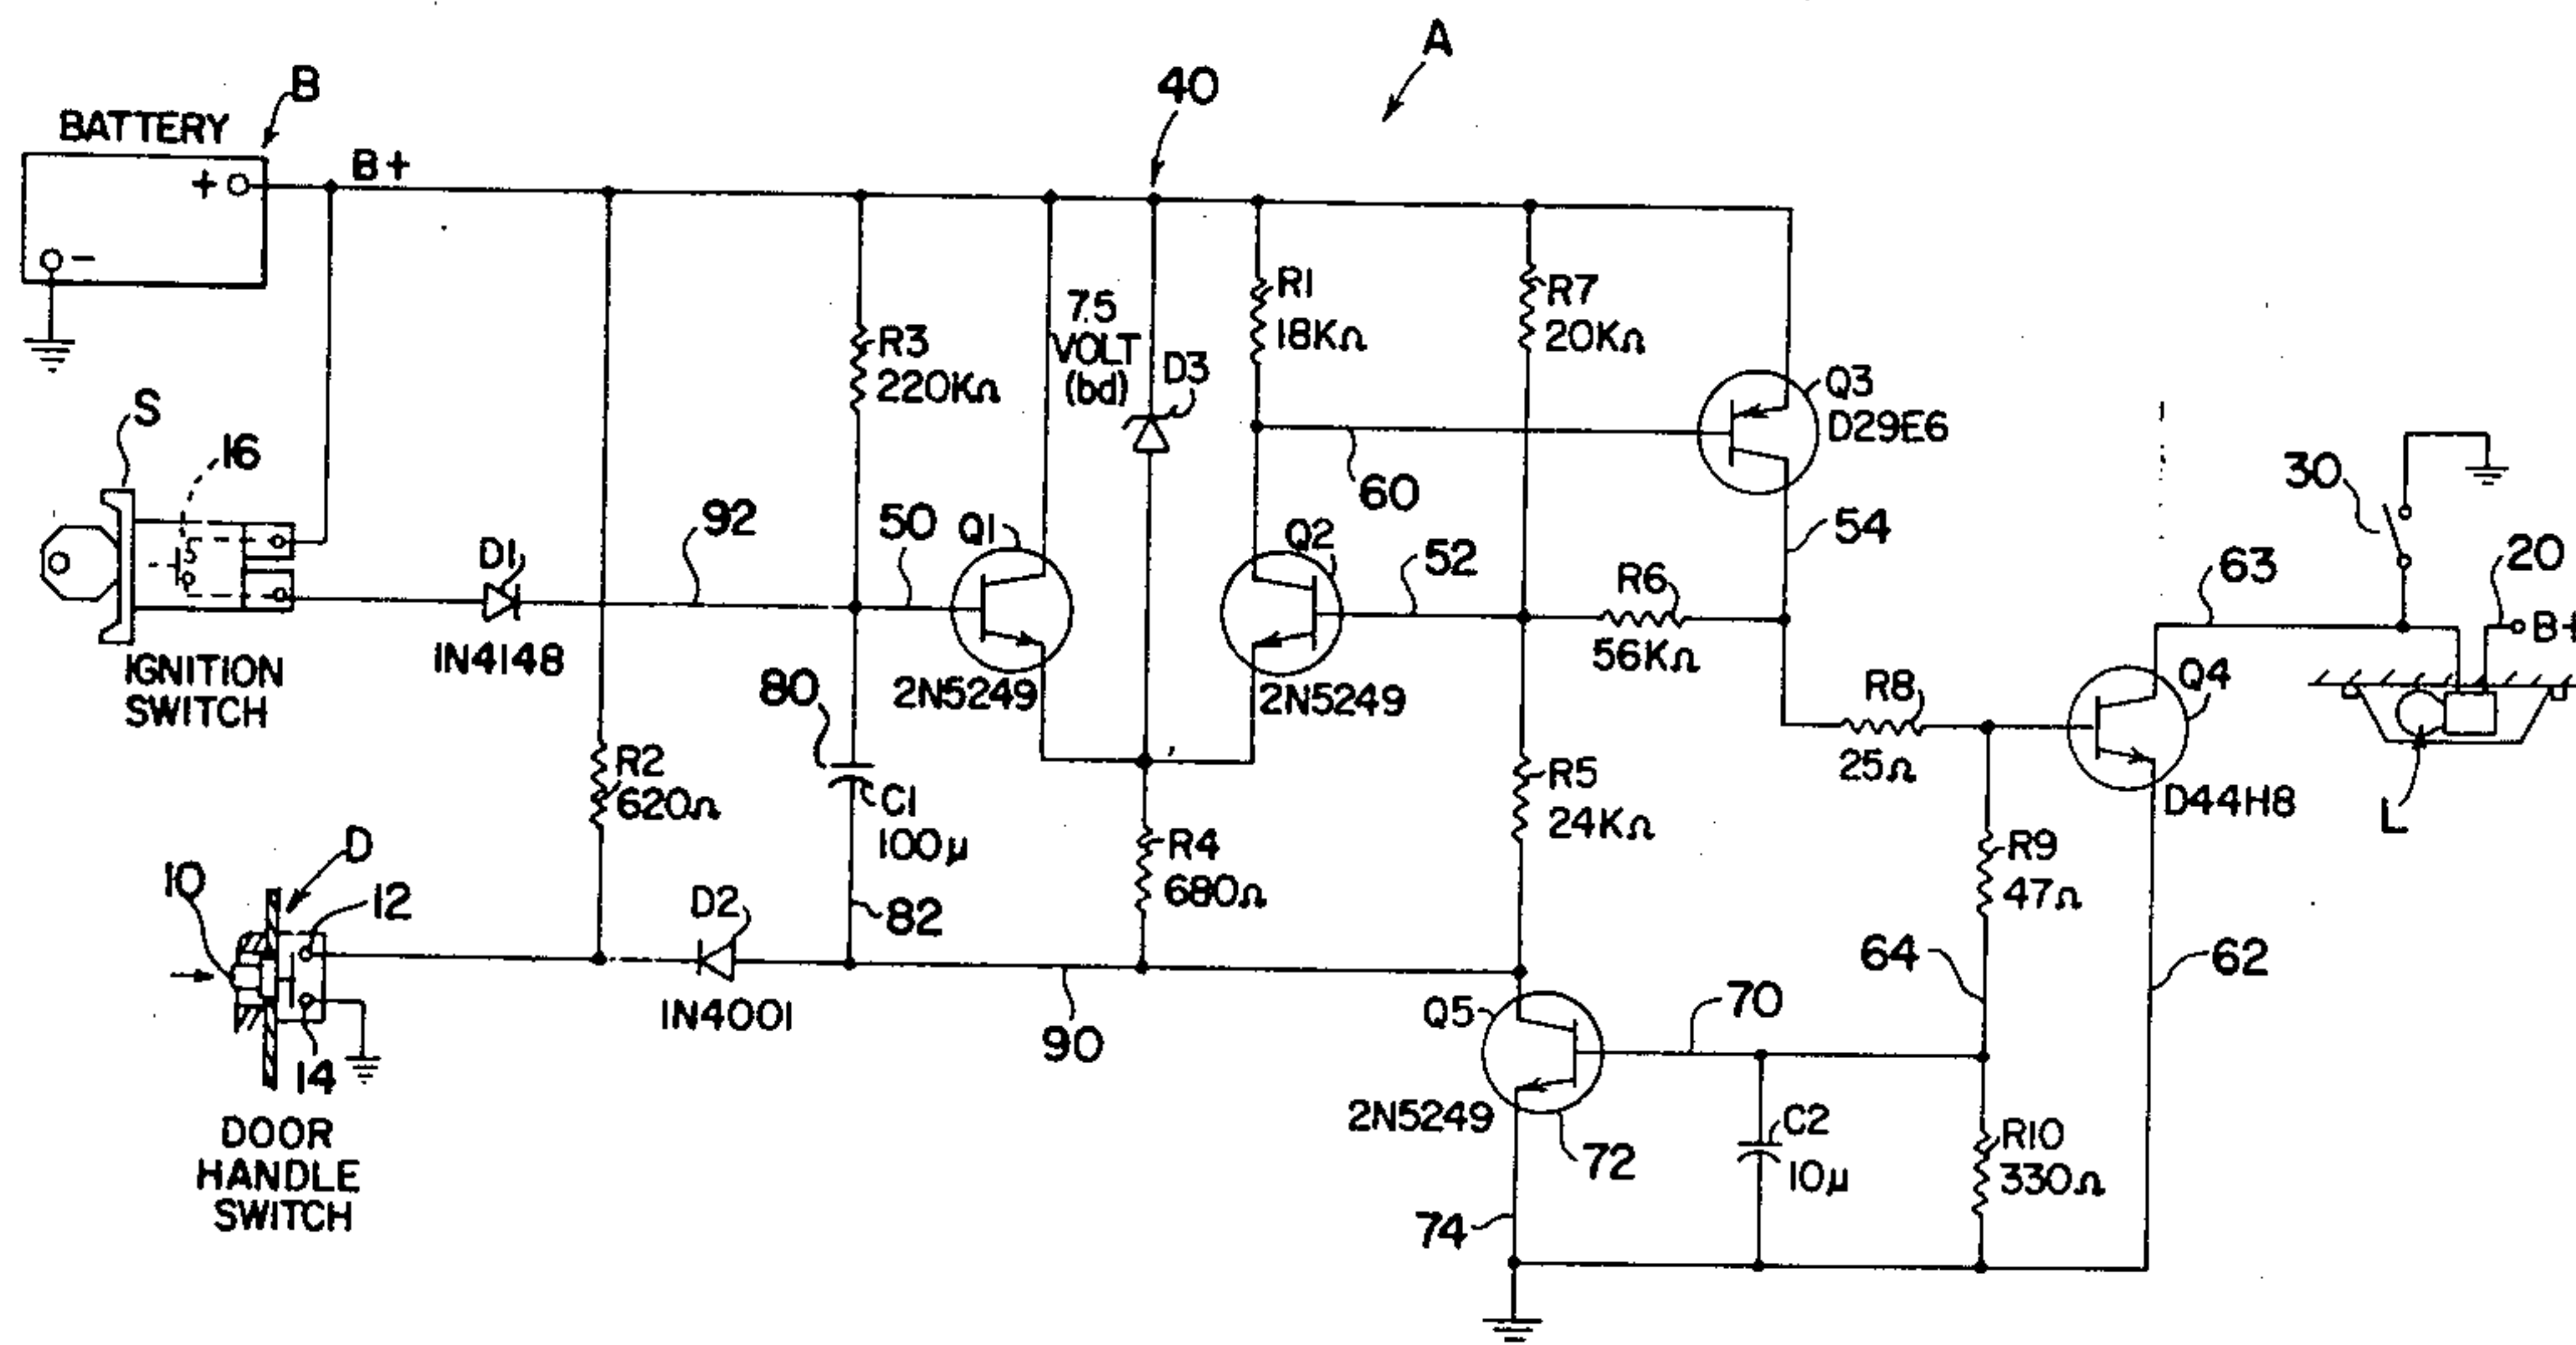 A
40
B
BATTERY
B+
+
-
R1
18KΩ
R7
20KΩ
7.5
VOLT
(bd)
D3
R3
220KΩ
Q3
D29E6
S
16
60
30
92
50
Q1
Q2
52
54
20
D1
63
B+
R6
56KΩ
1N4148
IGNITION
SWITCH
80
2N5249
2N5249
R8
25Ω
Q4
D44H8
R2
620Ω
C1
100µ
R5
24KΩ
L
R4
680Ω
R9
47Ω
10
D
12
D2
82
64
62
1N4001
90
Q5
70
14
2N5249
72
C2
10µ
R10
330Ω
DOOR
HANDLE
SWITCH
74